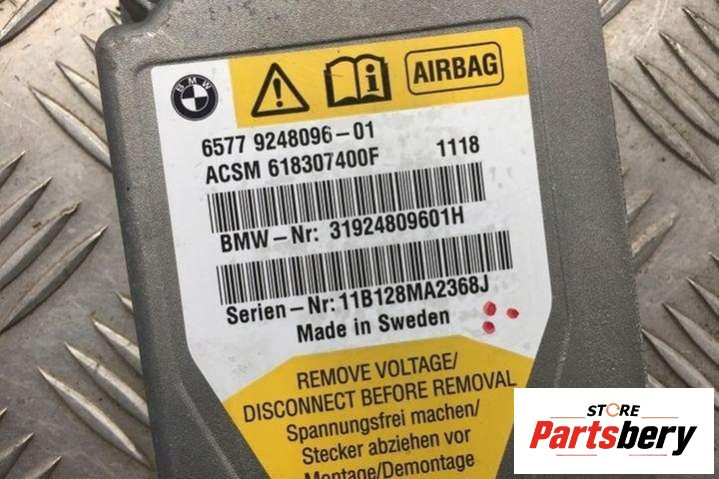 BMW
AIRBAG
6577 9248096-01
ACSM 618307400F 1118
BMW-Nr: 31924809601H
Serien-Nr: 11B128MA2368J
Made in Sweden
REMOVE VOLTAGE/
DISCONNECT BEFORE REMOVAL
Spannungsfrei machen/
Stecker abziehen vor
Montage/Demontage
STORE
Partsbery